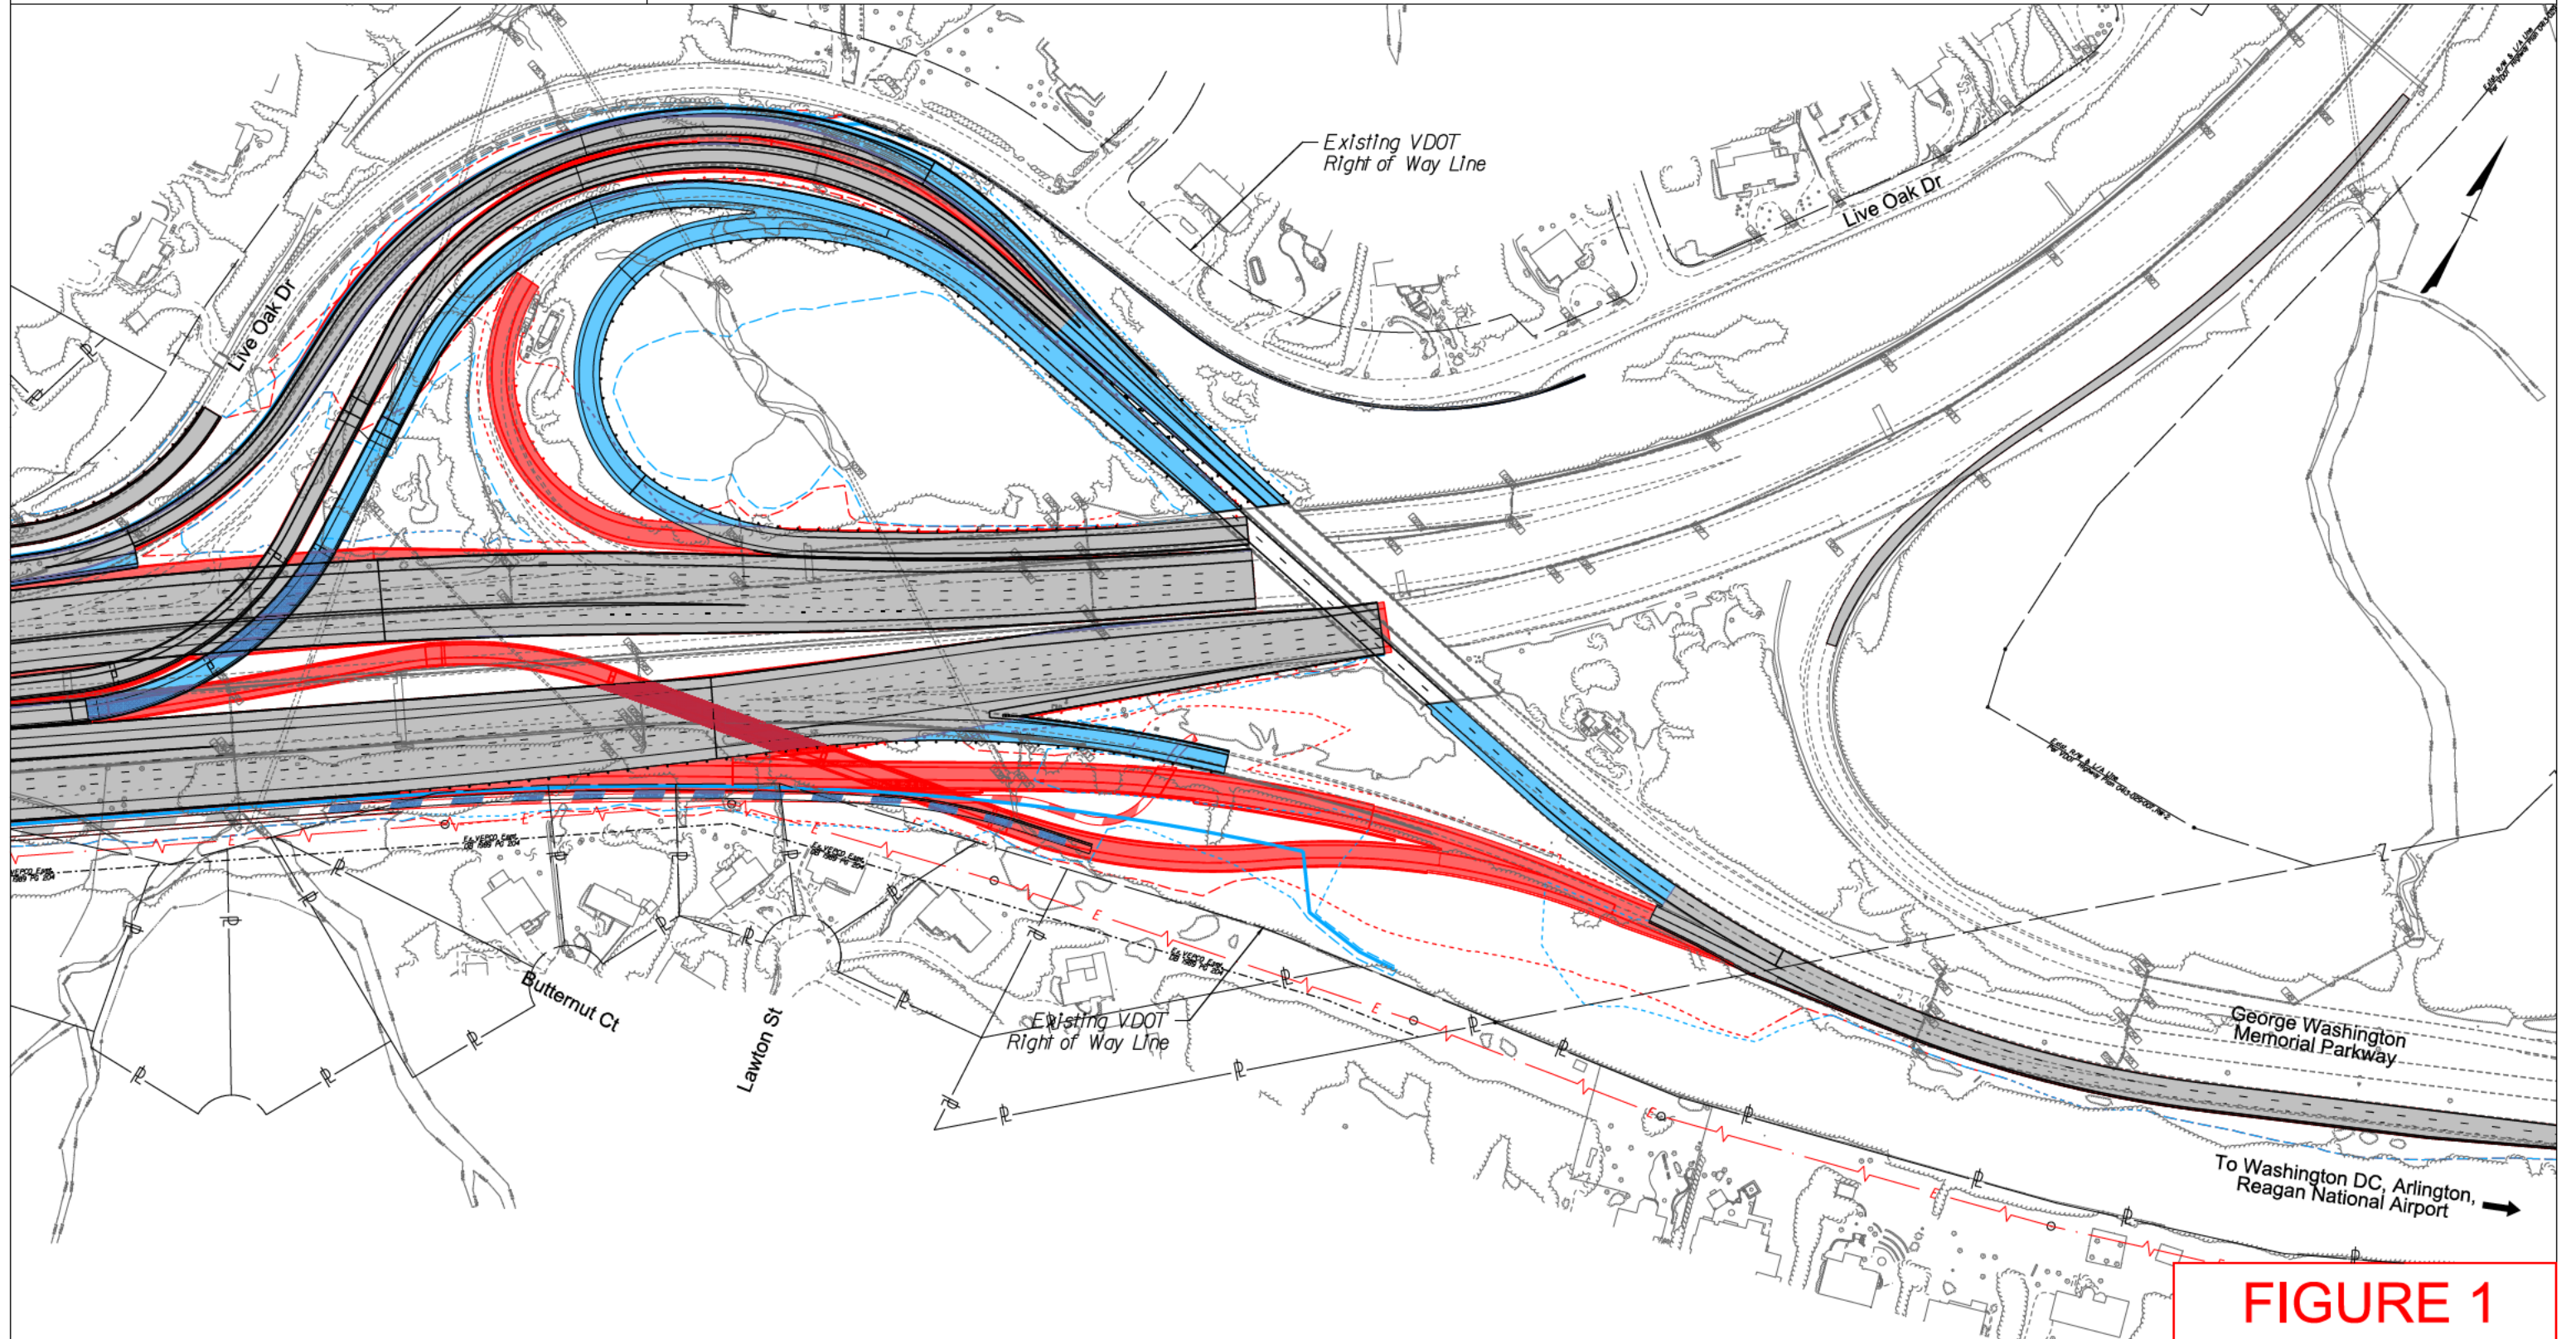 Existing VDOT
Right of Way Line
Live Oak Dr
Live Oak Dr
Butternut Ct
Lawton St
Existing VDOT
Right of Way Line
George Washington
Memorial Parkway
To Washington DC, Arlington,
Reagan National Airport
FIGURE 1